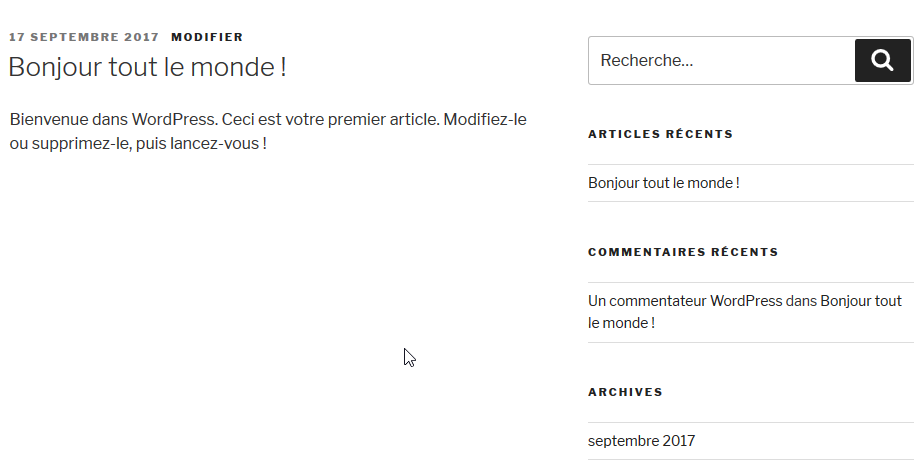 17 SEPTEMBRE 2017 MODIFIER
Bonjour tout le monde !
Bienvenue dans WordPress. Ceci est votre premier article. Modifiez-le
ou supprimez-le, puis lancez-vous !
Recherche…
ARTICLES RÉCENTS
Bonjour tout le monde !
COMMENTAIRES RÉCENTS
Un commentateur WordPress dans Bonjour tout
le monde !
ARCHIVES
septembre 2017